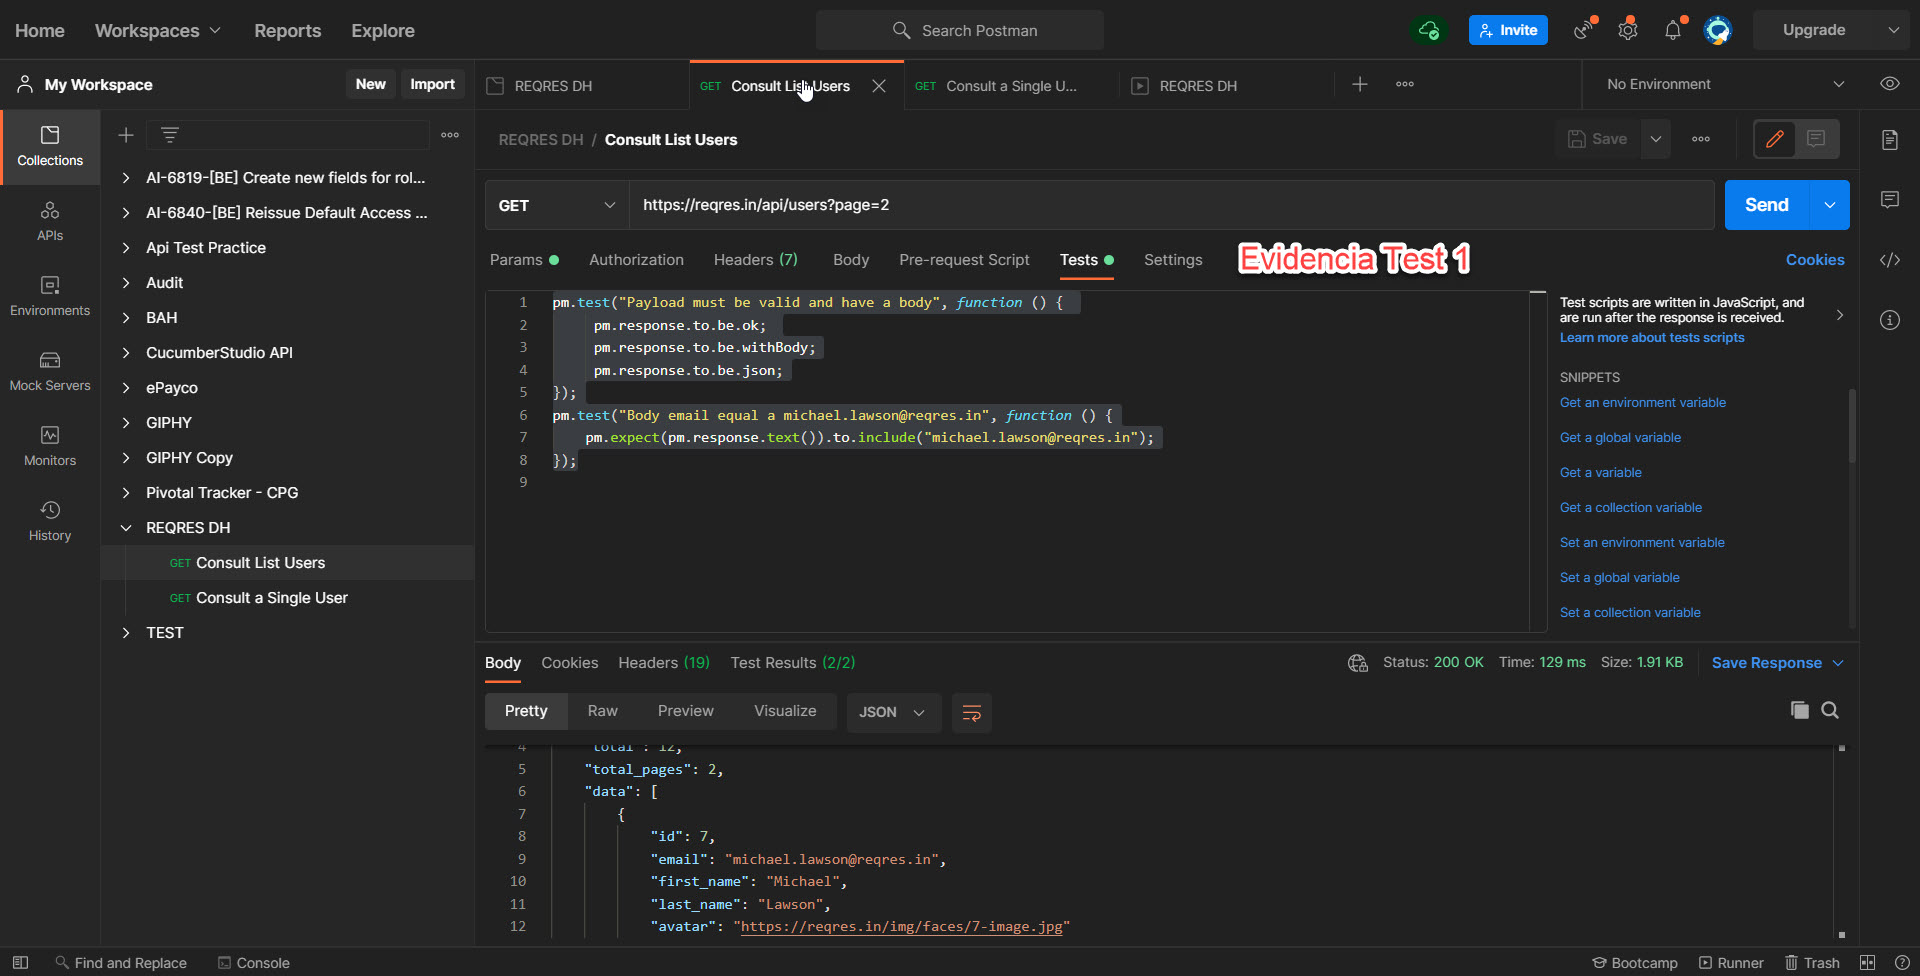 Home
Workspaces
Reports
Explore
Search Postman
Invite
Upgrade
My Workspace
New
Import
REQRES DH
GET Consult List Users
GET Consult a Single U...
REQRES DH
No Environment
Collections
APIs
Environments
Mock Servers
Monitors
History
AI-6819-[BE] Create new fields for rol...
AI-6840-[BE] Reissue Default Access ...
Api Test Practice
Audit
BAH
CucumberStudio API
ePayco
GIPHY
GIPHY Copy
Pivotal Tracker - CPG
REQRES DH
GET Consult List Users
GET Consult a Single User
TEST
REQRES DH / Consult List Users
Save
GET
https://reqres.in/api/users?page=2
Send
Params
Authorization
Headers (7)
Body
Pre-request Script
Tests
Settings
Evidencia Test 1
Cookies
1 pm.test("Payload must be valid and have a body", function () {
2 pm.response.to.be.ok;
3 pm.response.to.be.withBody;
4 pm.response.to.be.json;
5 });
6 pm.test("Body email equal a michael.lawson@reqres.in", function () {
7 pm.expect(pm.response.text()).to.include("michael.lawson@reqres.in");
8 });
9
Test scripts are written in JavaScript, and
are run after the response is received.
Learn more about tests scripts
SNIPPETS
Get an environment variable
Get a global variable
Get a variable
Get a collection variable
Set an environment variable
Set a global variable
Set a collection variable
Body
Cookies
Headers (19)
Test Results (2/2)
Status: 200 OK
Time: 129 ms
Size: 1.91 KB
Save Response
Pretty
Raw
Preview
Visualize
JSON
4 "total": 12,
5 "total_pages": 2,
6 "data": [
7 {
8 "id": 7,
9 "email": "michael.lawson@reqres.in",
10 "first_name": "Michael",
11 "last_name": "Lawson",
12 "avatar": "https://reqres.in/img/faces/7-image.jpg"
Find and Replace
Console
Bootcamp
Runner
Trash